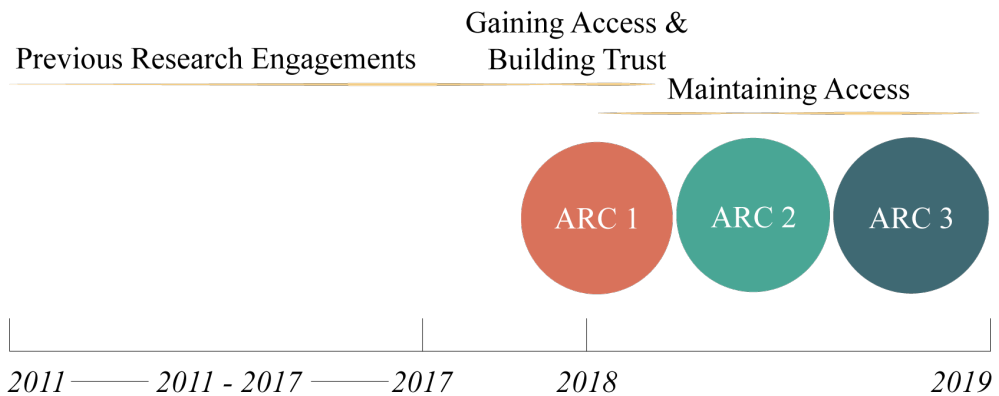 Gaining Access &
Building Trust
Previous Research Engagements
Maintaining Access
ARC 1 ARC 2 ARC 3
2011 2011 - 2017 2017 2018 2019